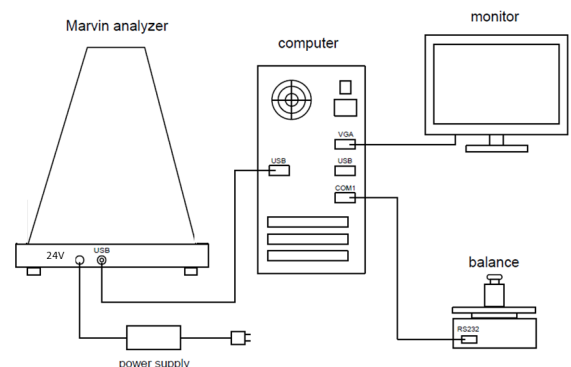 monitor
Marvin analyzer
computer
VGA
USB
USB
COM1
24V
USB
balance
RS232
power supply